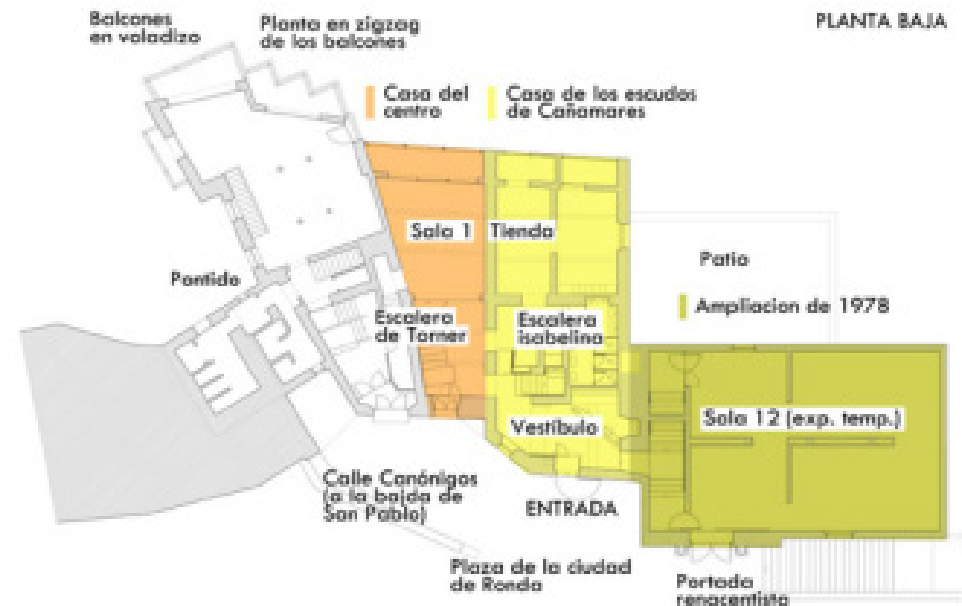 Balcones
en voladizo
Planta en zigzag
de los balcones
PLANTA BAJA
Casa del
centro
Casa de los escudos
de Cañamares
Sala 1
Tienda
Patio
Pontido
Ampliacion de 1978
Escalera
de Torner
Escalera
isabelina
Sala 12 (exp. temp.)
Vestíbulo
Calle Canónigos
(a la bajda de
San Pablo)
ENTRADA
Plaza de la ciudad
de Ronda
Portada
renacentista